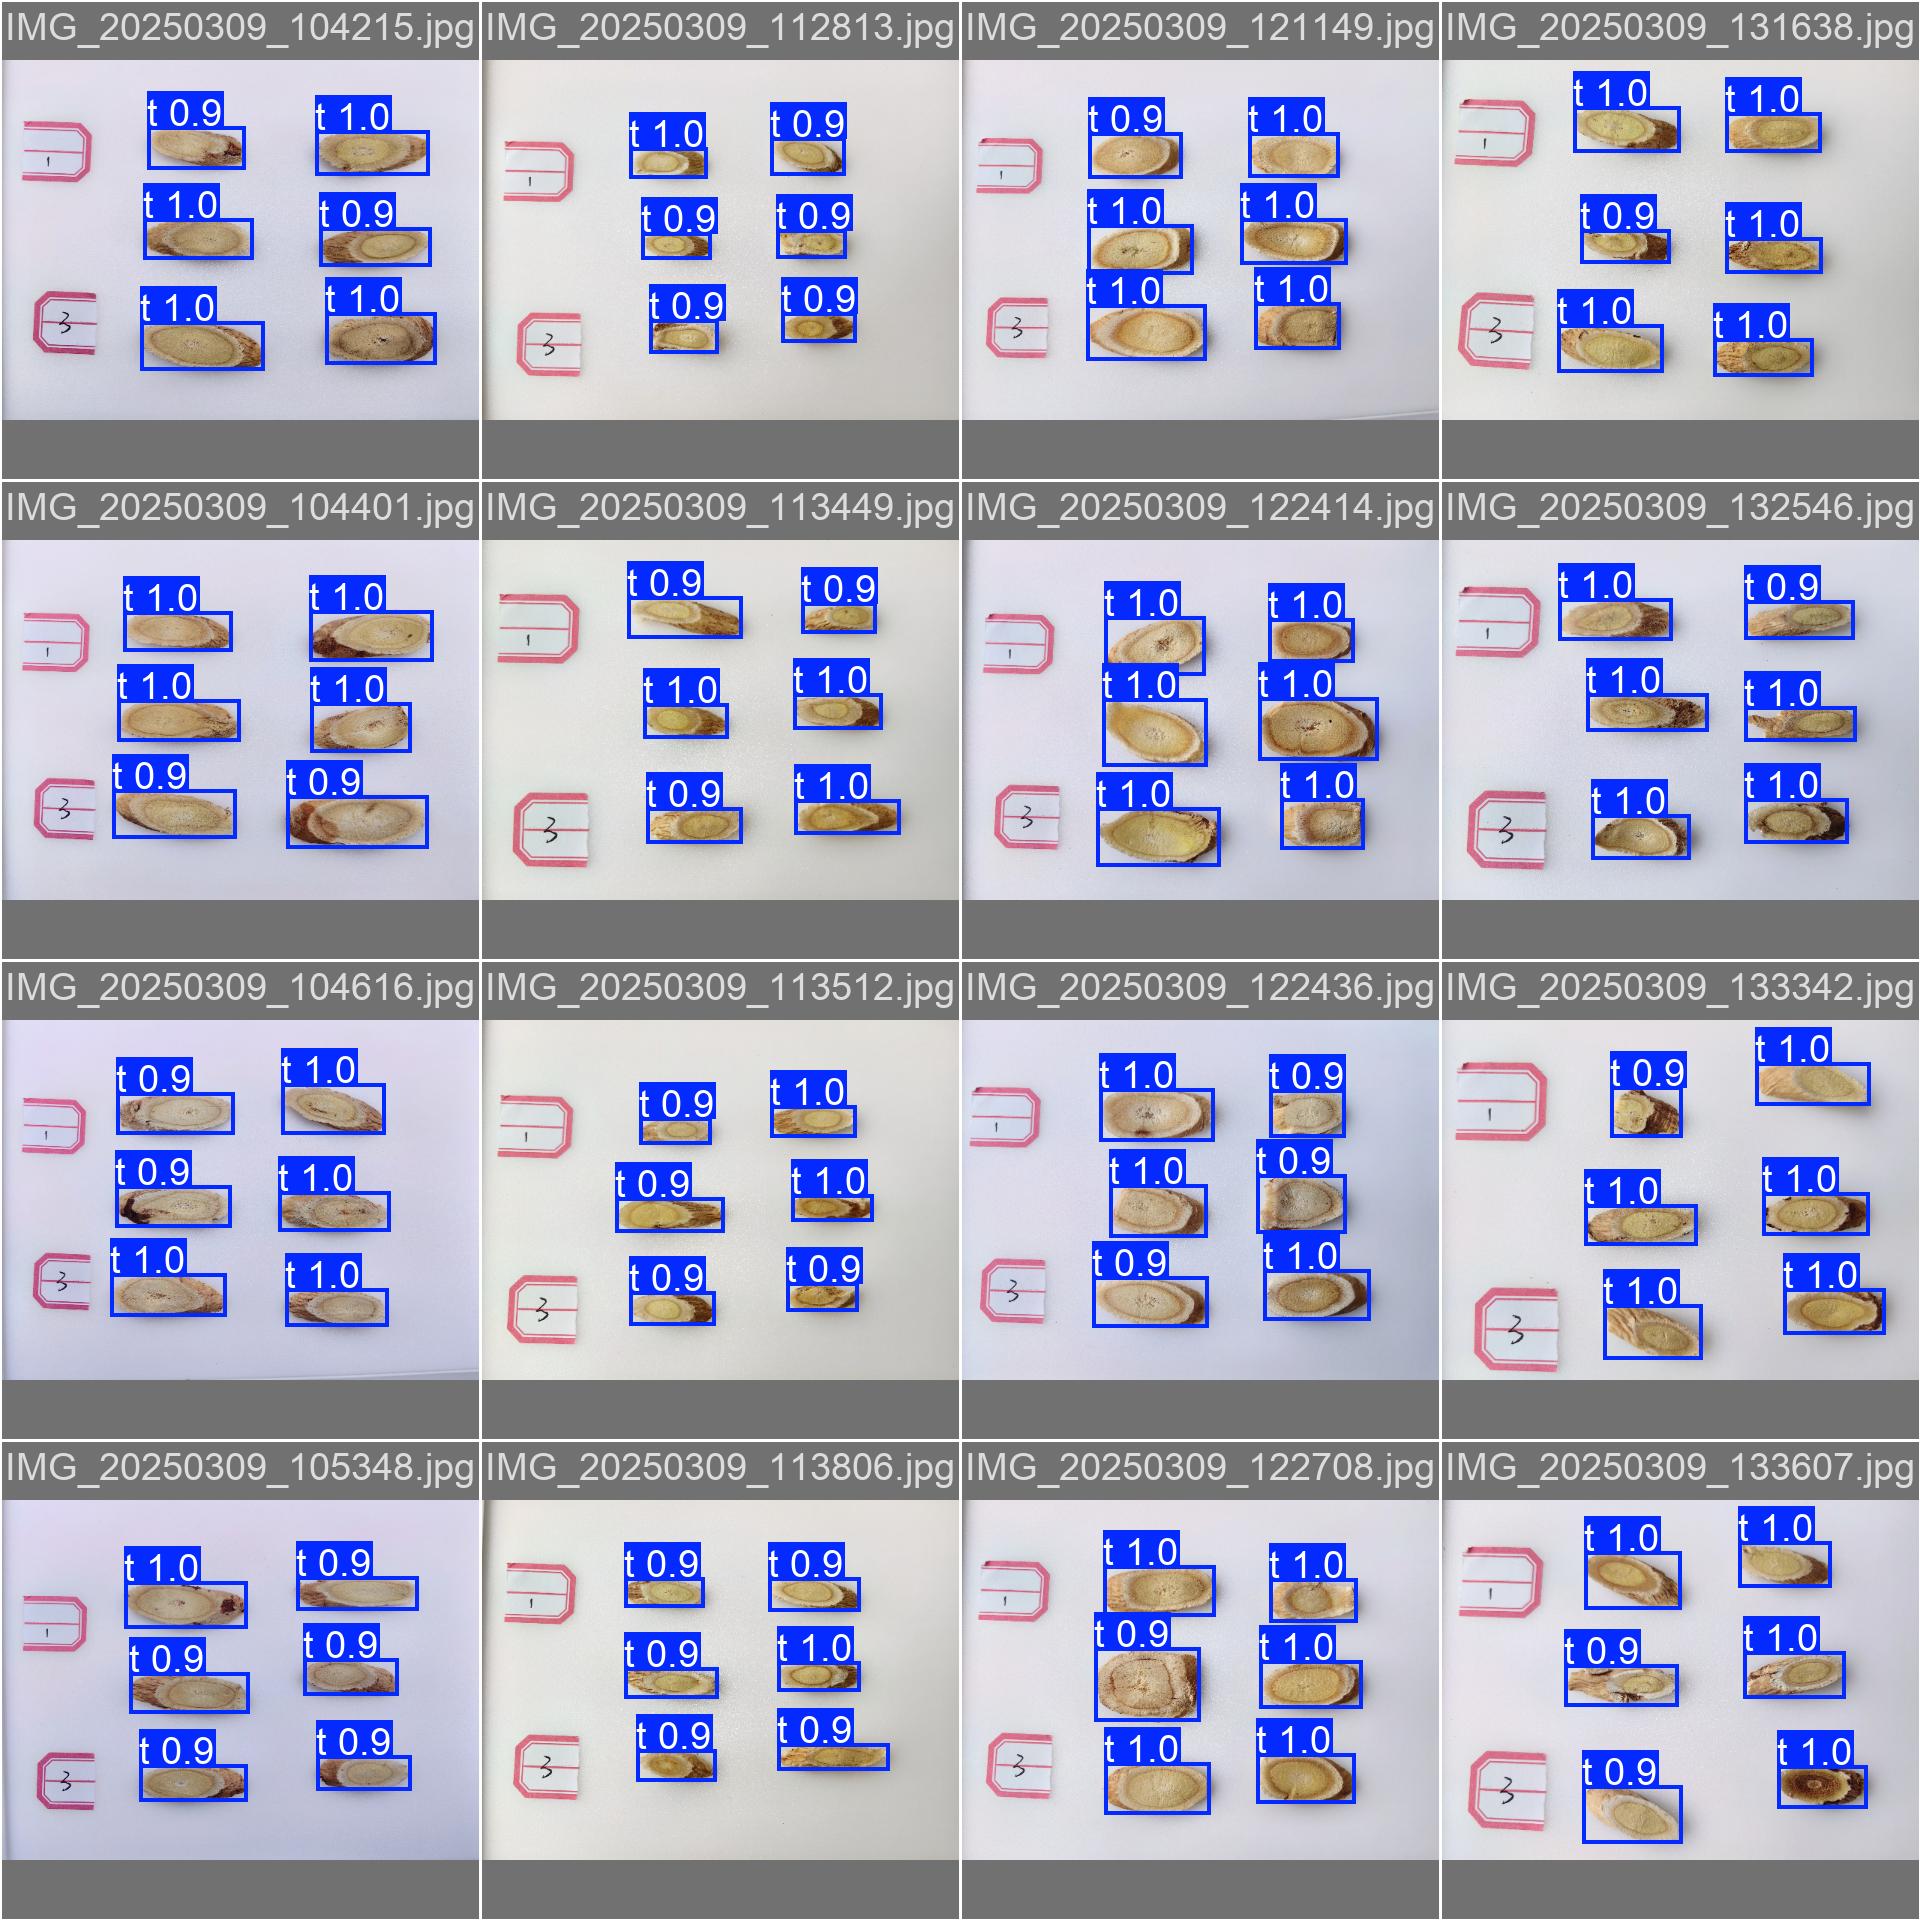 IMG_20250309_104215.jpg IMG_20250309_112813.jpg IMG_20250309_121149.jpg IMG_20250309_131638.jpg
t 0.9 t 1.0
1
t 1.0 t 0.9
3
t 1.0 t 1.0
t 1.0 t 0.9
1
t 0.9 t 0.9
3
t 0.9 t 0.9
t 0.9 t 1.0
1
t 1.0 t 1.0
3
t 1.0 t 1.0
t 1.0 t 1.0
1
t 0.9 t 1.0
3
t 1.0 t 1.0
IMG_20250309_104401.jpg IMG_20250309_113449.jpg IMG_20250309_122414.jpg IMG_20250309_132546.jpg
t 1.0 t 1.0
1
t 1.0 t 1.0
3
t 0.9 t 0.9
t 0.9 t 0.9
1
t 1.0 t 1.0
3
t 0.9 t 1.0
t 1.0 t 1.0
1
t 1.0 t 1.0
3
t 1.0 t 1.0
t 1.0 t 0.9
1
t 1.0 t 1.0
3
t 1.0 t 1.0
IMG_20250309_104616.jpg IMG_20250309_113512.jpg IMG_20250309_122436.jpg IMG_20250309_133342.jpg
t 0.9 t 1.0
1
t 0.9 t 1.0
3
t 1.0 t 1.0
t 0.9 t 1.0
1
t 0.9 t 1.0
3
t 0.9 t 0.9
t 1.0 t 0.9
1
t 1.0 t 0.9
3
t 0.9 t 1.0
t 0.9 t 1.0
1
t 1.0 t 1.0
3
t 1.0 t 1.0
IMG_20250309_105348.jpg IMG_20250309_113806.jpg IMG_20250309_122708.jpg IMG_20250309_133607.jpg
t 1.0 t 0.9
1
t 0.9 t 0.9
3
t 0.9 t 0.9
t 0.9 t 0.9
1
t 0.9 t 1.0
3
t 0.9 t 0.9
t 1.0 t 1.0
1
t 0.9 t 1.0
3
t 1.0 t 1.0
t 1.0 t 1.0
1
t 0.9 t 1.0
3
t 0.9 t 1.0